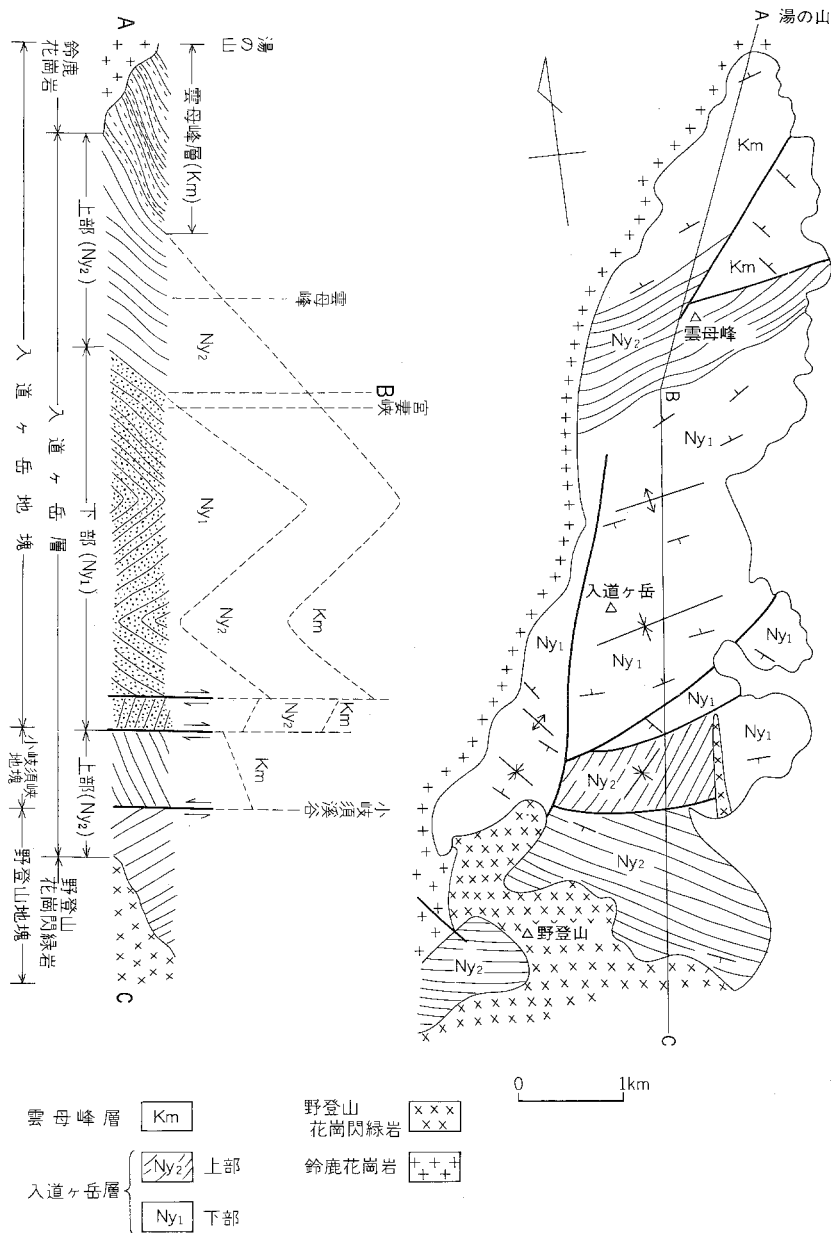 A
湯の山
鈴鹿
花崗岩
雲母峰層(Km)
上部(Ny₂)
雲母
峰
Ny₂
B
宮妻峡
入道ヶ岳地塊
入道ヶ岳層
下部(Ny₁)
Ny₁
Ny₂
Km
Ny₂
Km
小岐須峡
地塊
上部(Ny₂)
Km
小岐須渓谷
野登山地塊
野登山
花崗閃緑岩
C
A 湯の山
Km
Km
Ny₂
雲母峰
B
Ny₁
入道ヶ岳
Ny₁
Ny₁
Ny₁
Ny₁
Ny₁
Ny₂
Ny₂
野登山
Ny₂
C
0 1km
雲母峰層 Km
入道ヶ岳層
Ny₂ 上部
Ny₁ 下部
野登山
花崗閃緑岩
鈴鹿花崗岩